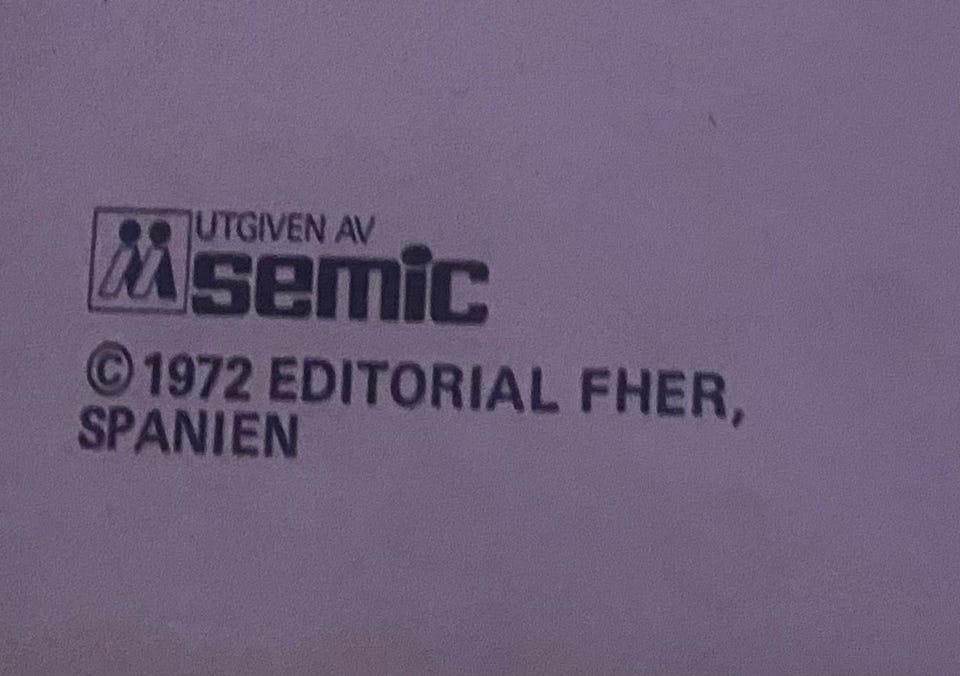 UTGIVEN AV
semic
© 1972 EDITORIAL FHER,
SPANIEN